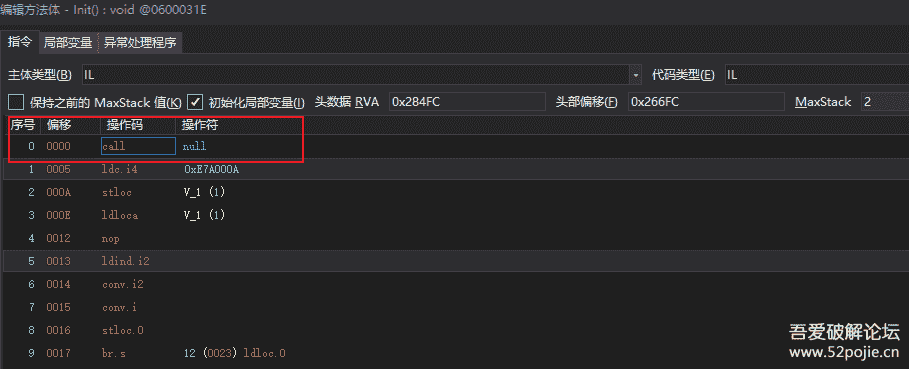 编辑方法体 - Init() : void @0600031E
指令 局部变量 异常处理程序
主体类型(B) IL 代码类型(E) IL
保持之前的 MaxStack 值(K) 初始化局部变量(I) 头数据 RVA 0x284FC 头部偏移(F) 0x266FC MaxStack 2
序号 偏移 操作码 操作符
0 0000 call null
1 0005 ldc.i4 0xE7A000A
2 000A stloc V_1 (1)
3 000E ldloca V_1 (1)
4 0012 nop
5 0013 ldind.i2
6 0014 conv.i2
7 0015 conv.i
8 0016 stloc.0
9 0017 br.s 12 (0023) ldloc.0
吾爱破解论坛
www.52pojie.cn